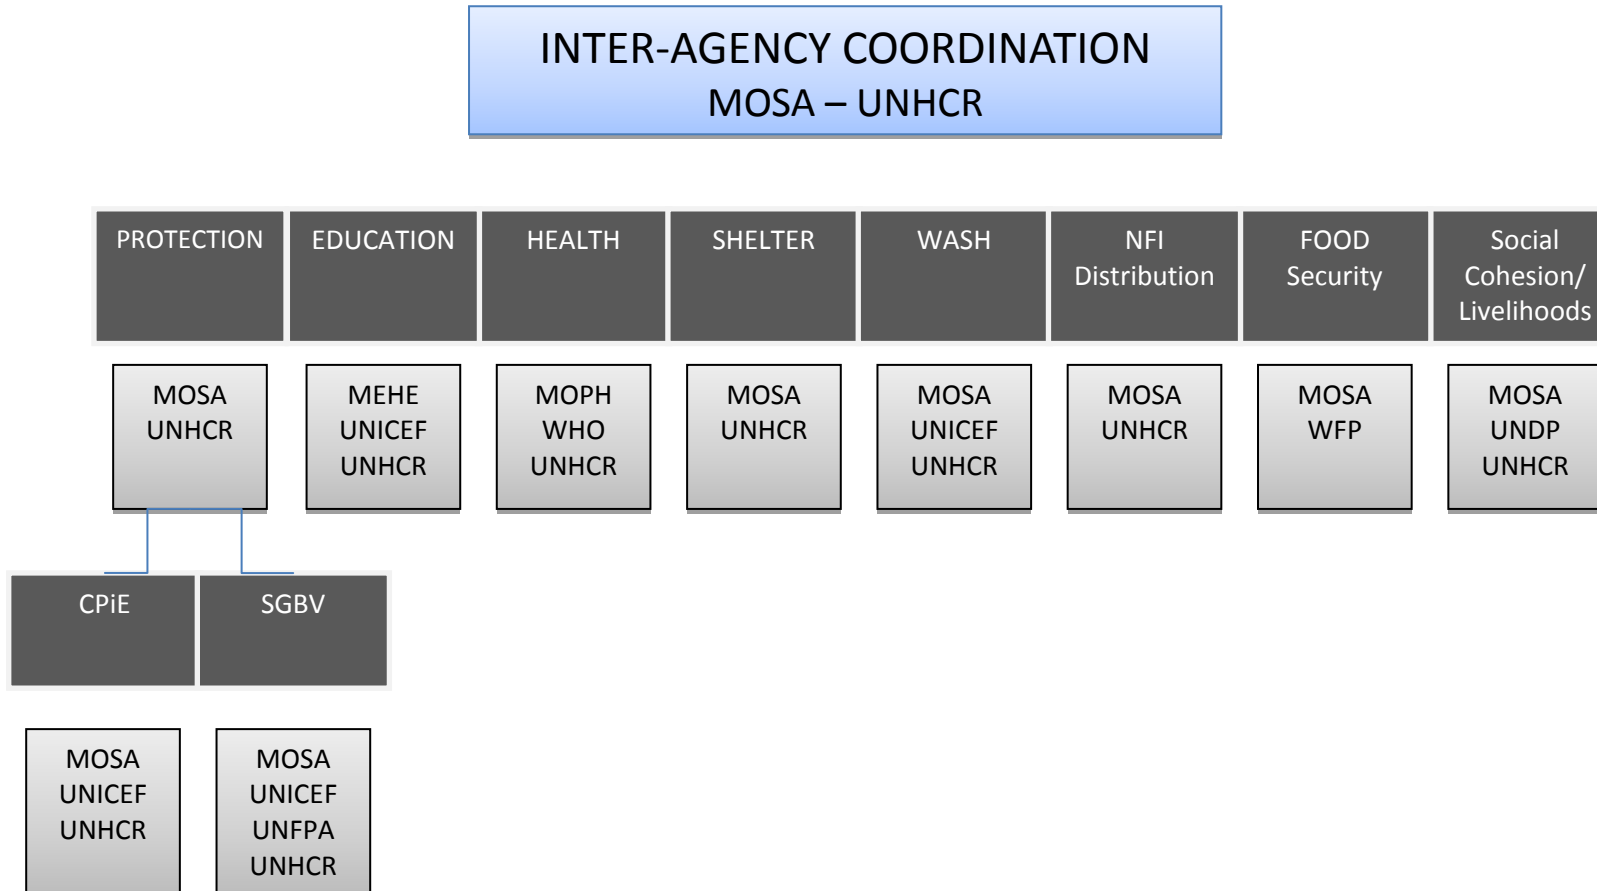 INTER-AGENCY COORDINATION
MOSA – UNHCR
PROTECTION
EDUCATION
HEALTH
SHELTER
WASH
NFI
Distribution
FOOD
Security
Social
Cohesion/
Livelihoods
MOSA
UNHCR
MEHE
UNICEF
UNHCR
MOPH
WHO
UNHCR
MOSA
UNHCR
MOSA
UNICEF
UNHCR
MOSA
UNHCR
MOSA
WFP
MOSA
UNDP
UNHCR
CPiE
SGBV
MOSA
UNICEF
UNHCR
MOSA
UNICEF
UNFPA
UNHCR